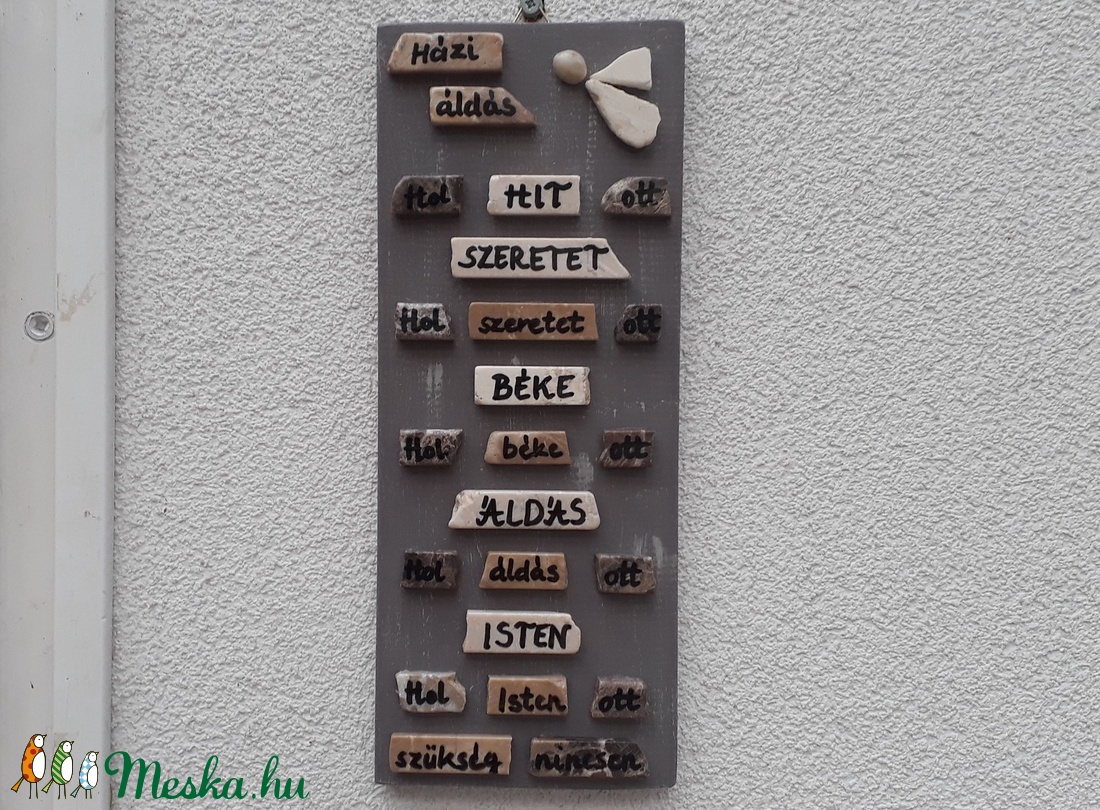 Házi
áldás
Hol HIT ott
SZERETET
Hol szeretet ott
BÉKE
Hol béke ott
ÁLDÁS
Hol áldás ott
ISTEN
Hol Isten ott
szükség nincsen
Meska.hu